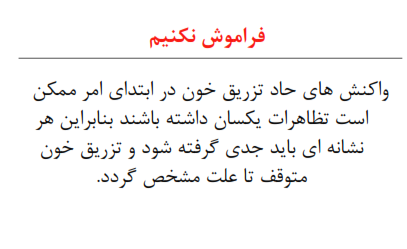 فراموش نکنیم
واکنش های حاد تزریق خون در ابتدای امر ممکن
است تظاهرات یکسان داشته باشند بنابراین هر
نشانه ای باید جدی گرفته شود و تزریق خون
متوقف تا علت مشخص گردد.